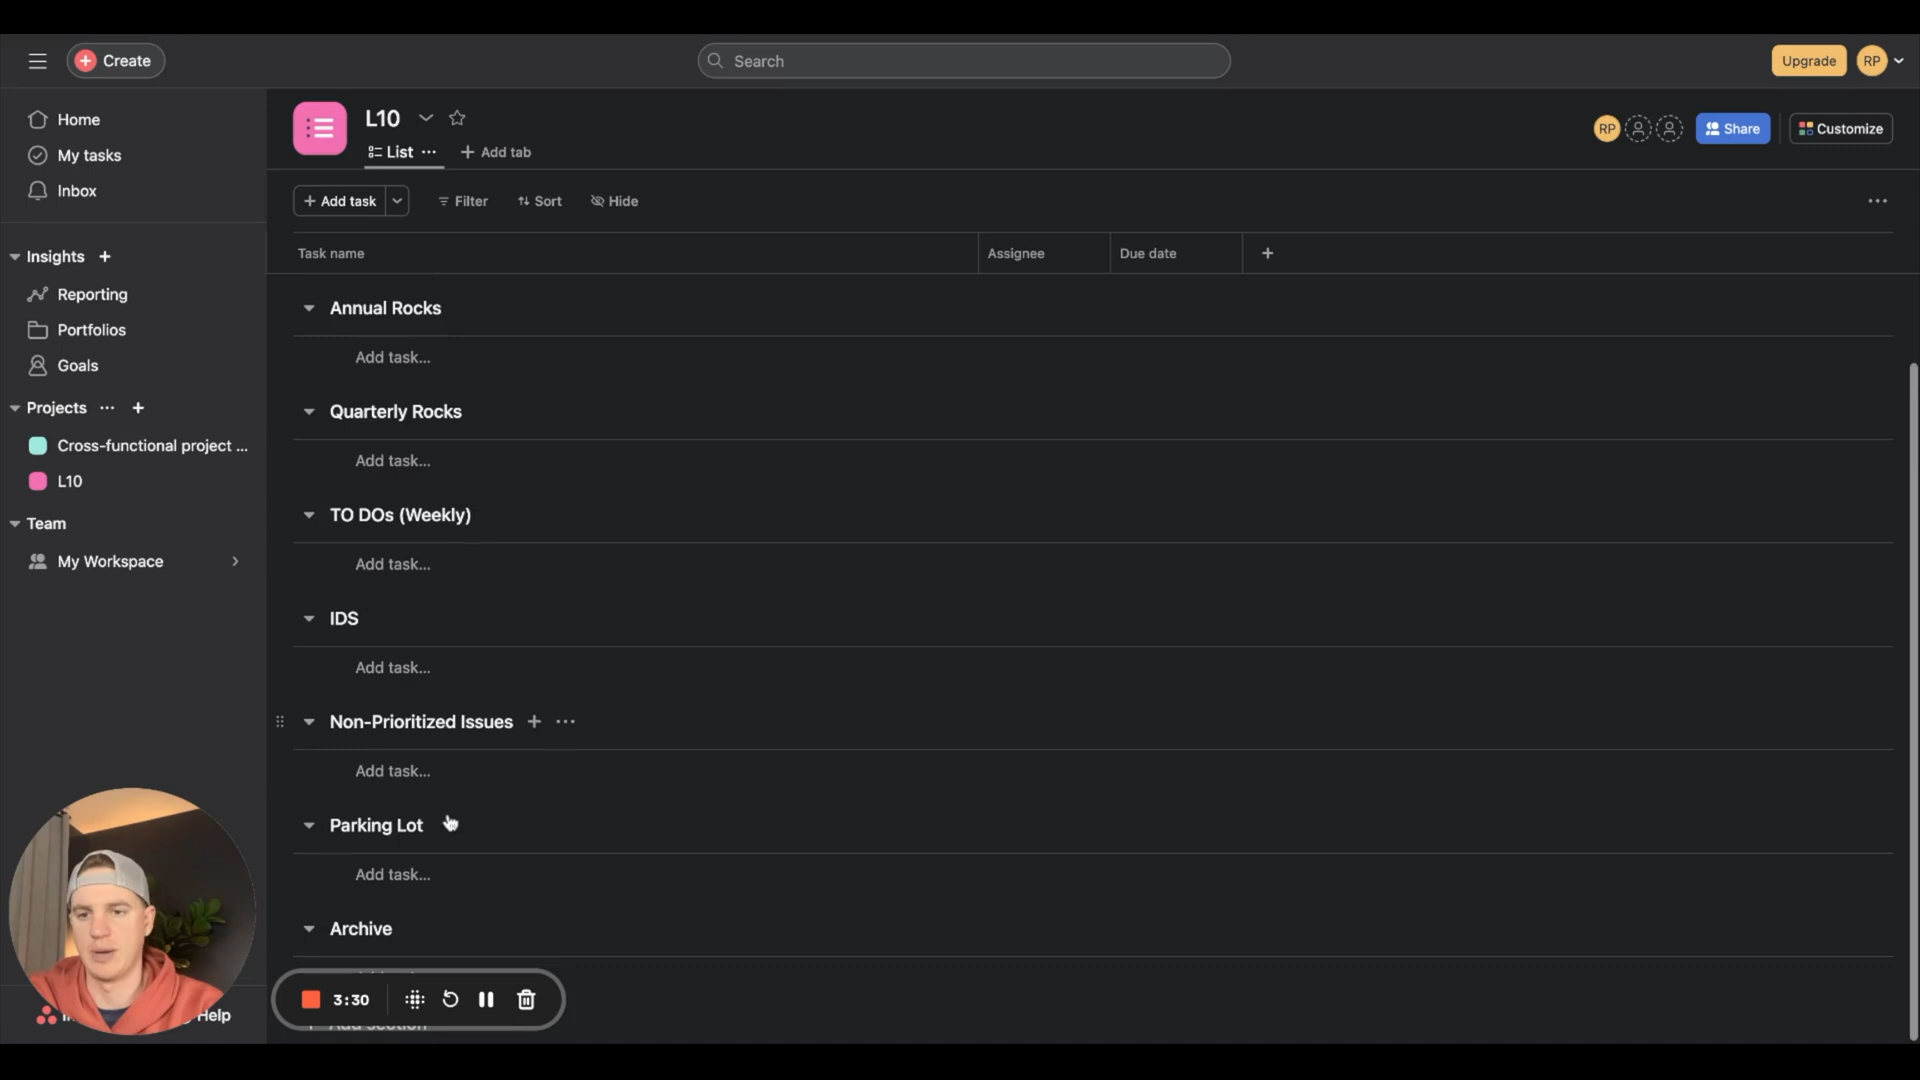 Create
Search
Upgrade
RP
Home
My tasks
Inbox
L10
List
Add tab
RP
Share
Customize
Add task
Filter
Sort
Hide
Insights
Reporting
Portfolios
Goals
Projects
Cross-functional project ...
L10
Team
My Workspace
Task name
Assignee
Due date
Annual Rocks
Add task...
Quarterly Rocks
Add task...
TO DOs (Weekly)
Add task...
IDS
Add task...
Non-Prioritized Issues
Add task...
Parking Lot
Add task...
Archive
3:30
Add section
Help